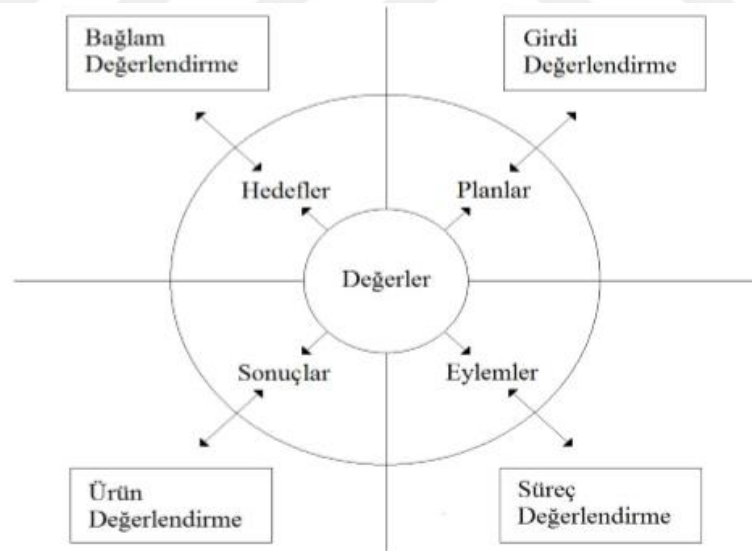 Bağlam
Değerlendirme
Girdi
Değerlendirme
Hedefler
Planlar
Değerler
Sonuçlar
Eylemler
Ürün
Değerlendirme
Süreç
Değerlendirme